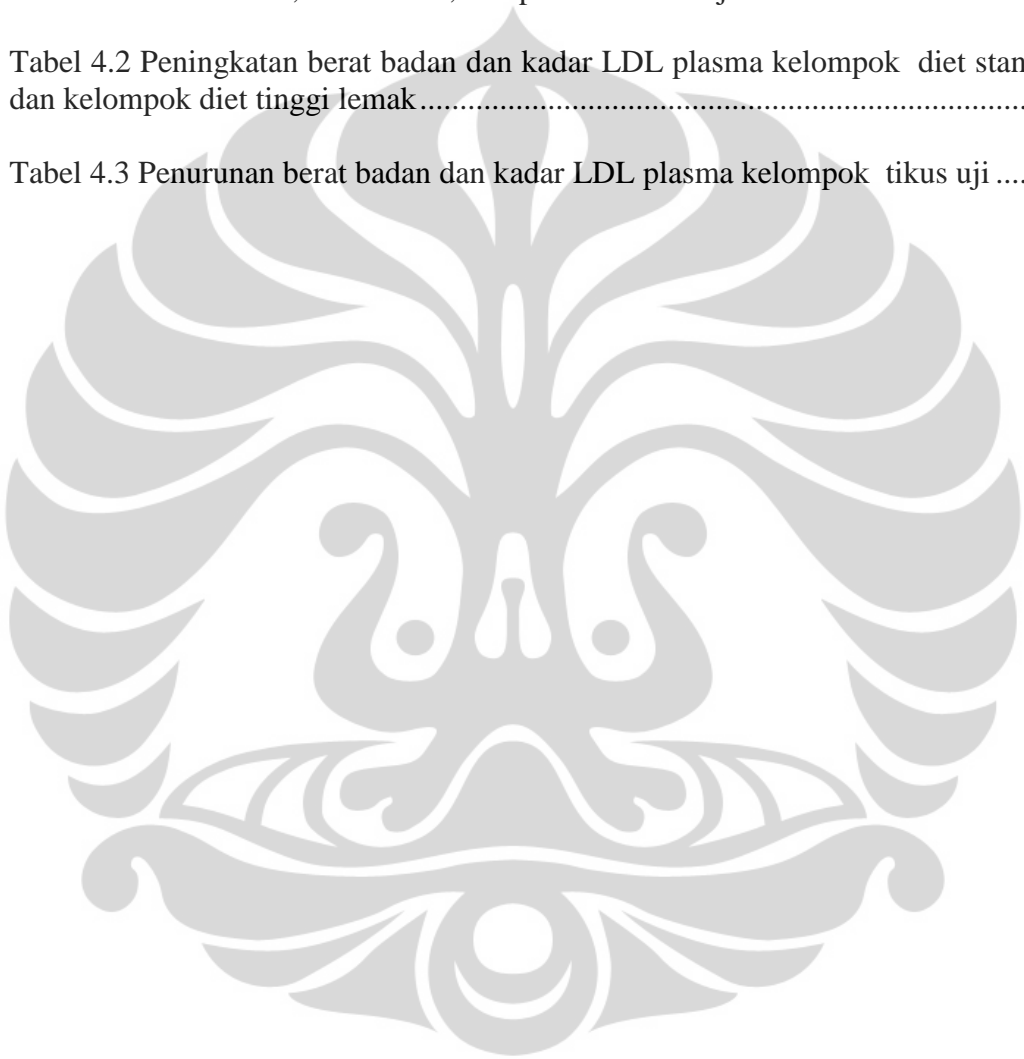 Tabel 4.2 Peningkatan berat badan dan kadar LDL plasma kelompok diet
dan kelompok diet tinggi lemak..........................................................................
Tabel 4.3 Penurunan berat badan dan kadar LDL plasma kelompok tikus uji ....